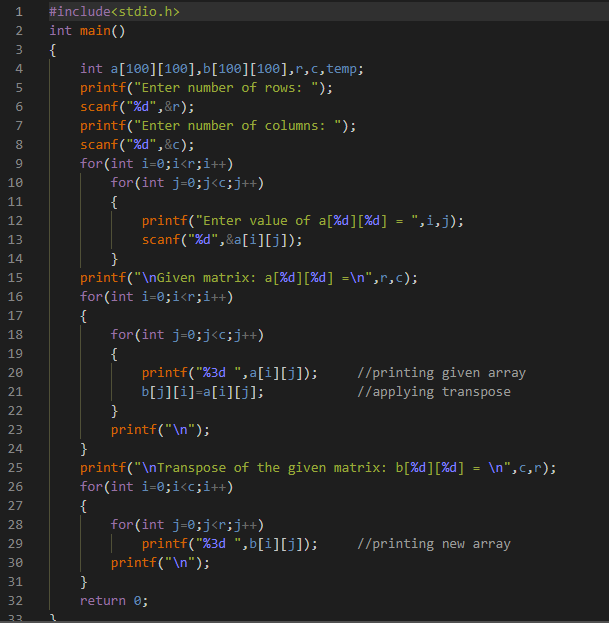 1 #include<stdio.h>
2 int main()
3 {
4     int a[100][100],b[100][100],r,c,temp;
5     printf("Enter number of rows: ");
6     scanf("%d",&r);
7     printf("Enter number of columns: ");
8     scanf("%d",&c);
9     for(int i=0;i<r;i++)
10         for(int j=0;j<c;j++)
11         {
12             printf("Enter value of a[%d][%d] = ",i,j);
13             scanf("%d",&a[i][j]);
14         }
15     printf("\nGiven matrix: a[%d][%d] =\n",r,c);
16     for(int i=0;i<r;i++)
17     {
18         for(int j=0;j<c;j++)
19         {
20             printf("%3d ",a[i][j]);     //printing given array
21             b[j][i]=a[i][j];            //applying transpose
22         }
23         printf("\n");
24     }
25     printf("\nTranspose of the given matrix: b[%d][%d] = \n",c,r);
26     for(int i=0;i<c;i++)
27     {
28         for(int j=0;j<r;j++)
29             printf("%3d ",b[i][j]);     //printing new array
30         printf("\n");
31     }
32     return 0;
33 }